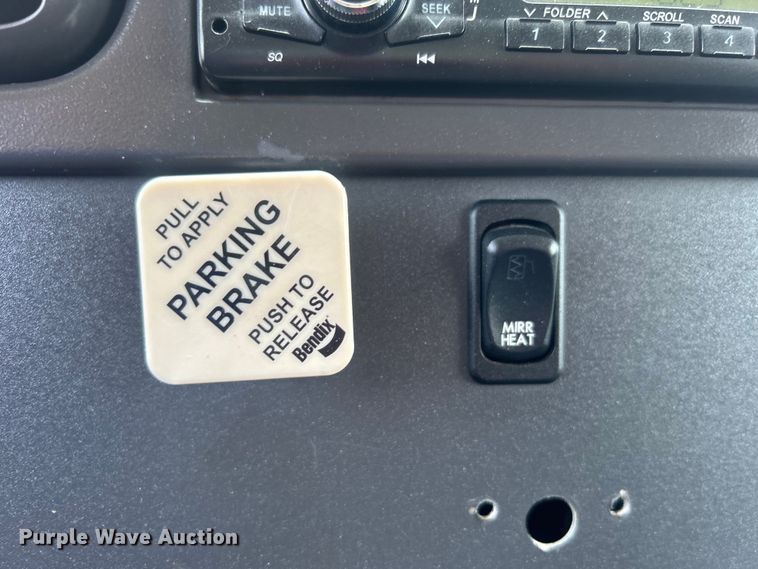 MUTE
SEEK
SQ
FOLDER
SCROLL
SCAN
1
2
3
4
PULL
TO APPLY
PARKING
BRAKE
PUSH TO
RELEASE
Bendix
MIRR
HEAT
Purple Wave Auction